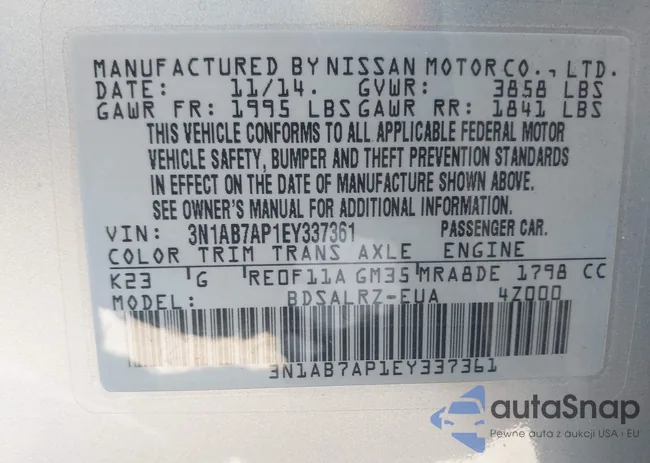 MANUFACTURED BY NISSAN MOTOR CO., LTD.
DATE: 11/14. GVWR: 3858 LBS
GAWR FR: 1995 LBS GAWR RR: 1841 LBS
THIS VEHICLE CONFORMS TO ALL APPLICABLE FEDERAL MOTOR
VEHICLE SAFETY, BUMPER AND THEFT PREVENTION STANDARDS
IN EFFECT ON THE DATE OF MANUFACTURE SHOWN ABOVE.
SEE OWNER'S MANUAL FOR ADDITIONAL INFORMATION.
VIN: 3N1AB7AP1EY337361 PASSENGER CAR.
COLOR TRIM TRANS AXLE ENGINE
K23 G RE0F11A GM35 MRA8DE 1798 CC
MODEL: BDSALRZ-EUA 4Z000
3N1AB7AP1EY337361
autaSnap
Pewne auta z aukcji USA i EU